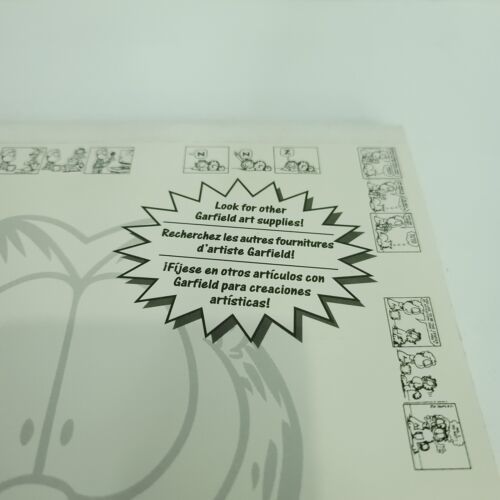 Look for other
Garfield art supplies!
Recherchez les autres fournitures
d'artiste Garfield!
¡Fíjese en otros artículos con
Garfield para creaciones
artísticas!